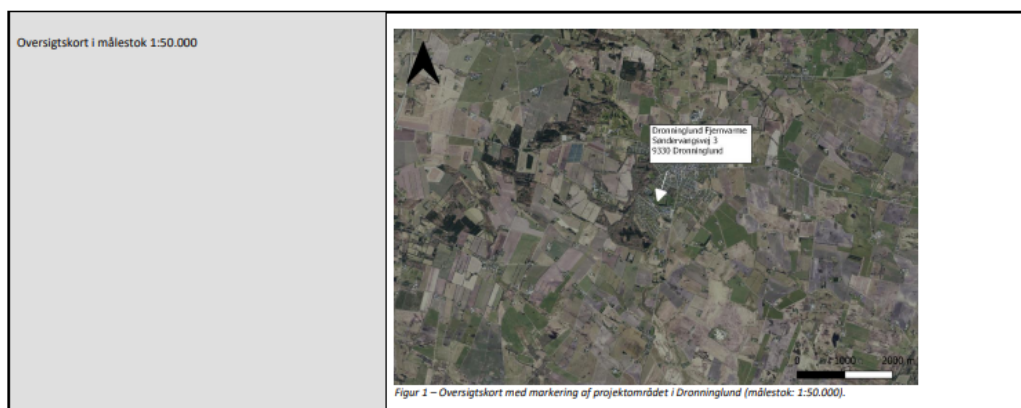 Oversigtskort i målestok 1:50.000
Dronninglund Fjernvarme
Søndervangsvej 3
9330 Dronninglund
0 1000 2000 m
Figur 1 – Oversigtskort med markering af projektområdet i Dronninglund (målestok: 1:50.000).